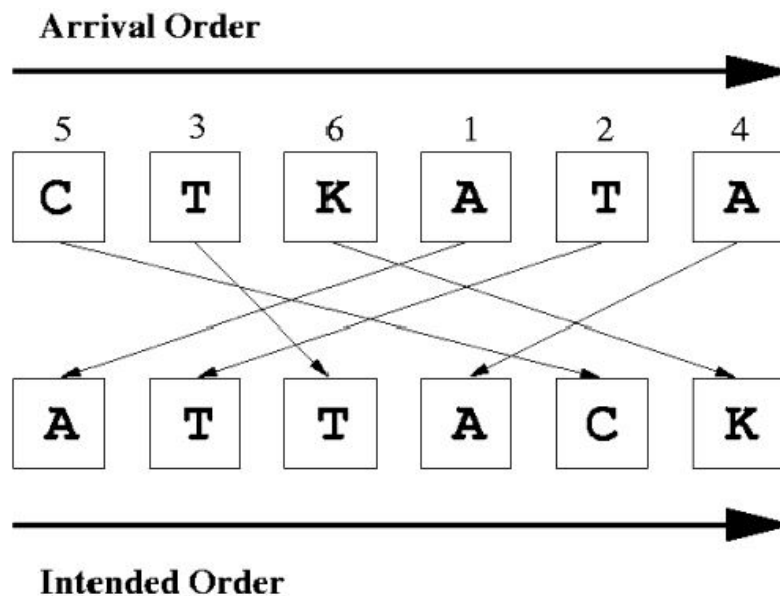 Arrival Order
5 3 6 1 2 4
C T K A T A
A T T A C K
Intended Order